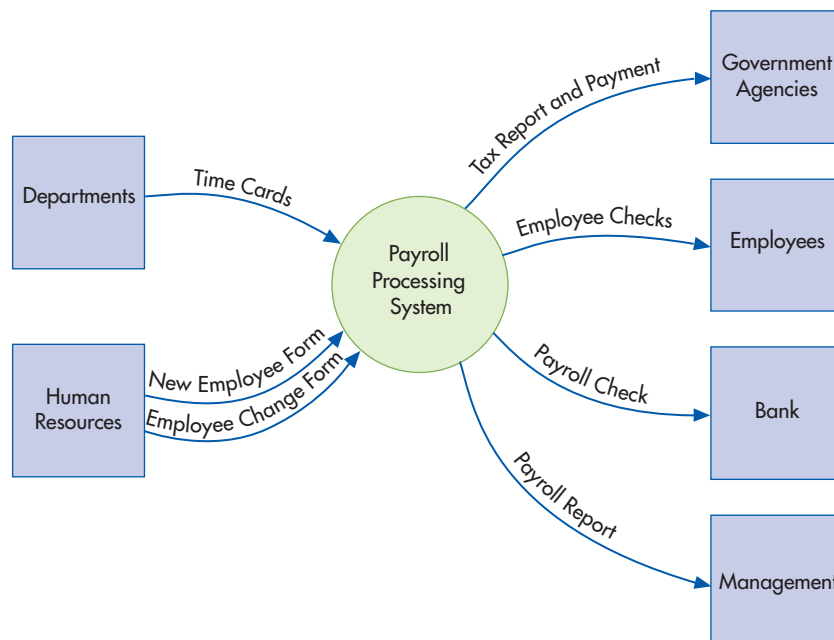 Government
Agencies
Tax Report and Payment
Departments
Time Cards
Employee Checks
Employees
Payroll
Processing
System
New Employee Form
Employee Change Form
Human
Resources
Payroll Check
Bank
Payroll Report
Management